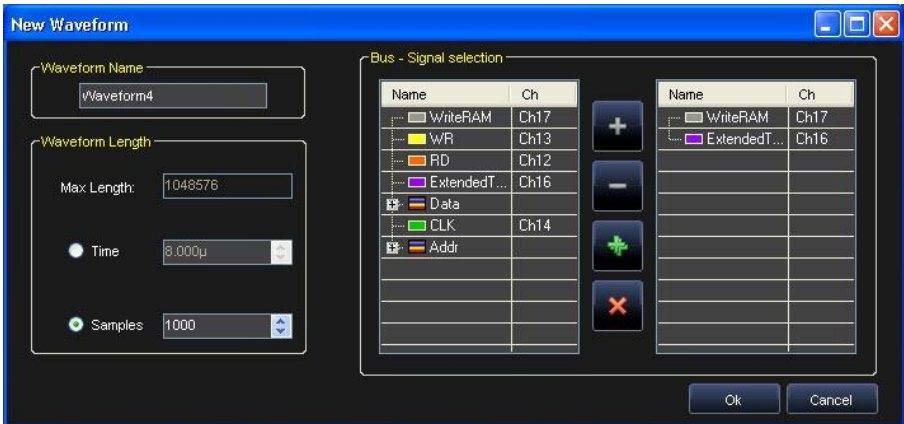 New Waveform
Waveform Name
Waveform4
Waveform Length
Max Length: 1048576
Time 8.000µ
Samples 1000
Bus - Signal selection
Name Ch
WriteRAM Ch17
WR Ch13
RD Ch12
ExtendedT... Ch16
Data
CLK Ch14
Addr
Name Ch
WriteRAM Ch17
ExtendedT... Ch16
Ok Cancel